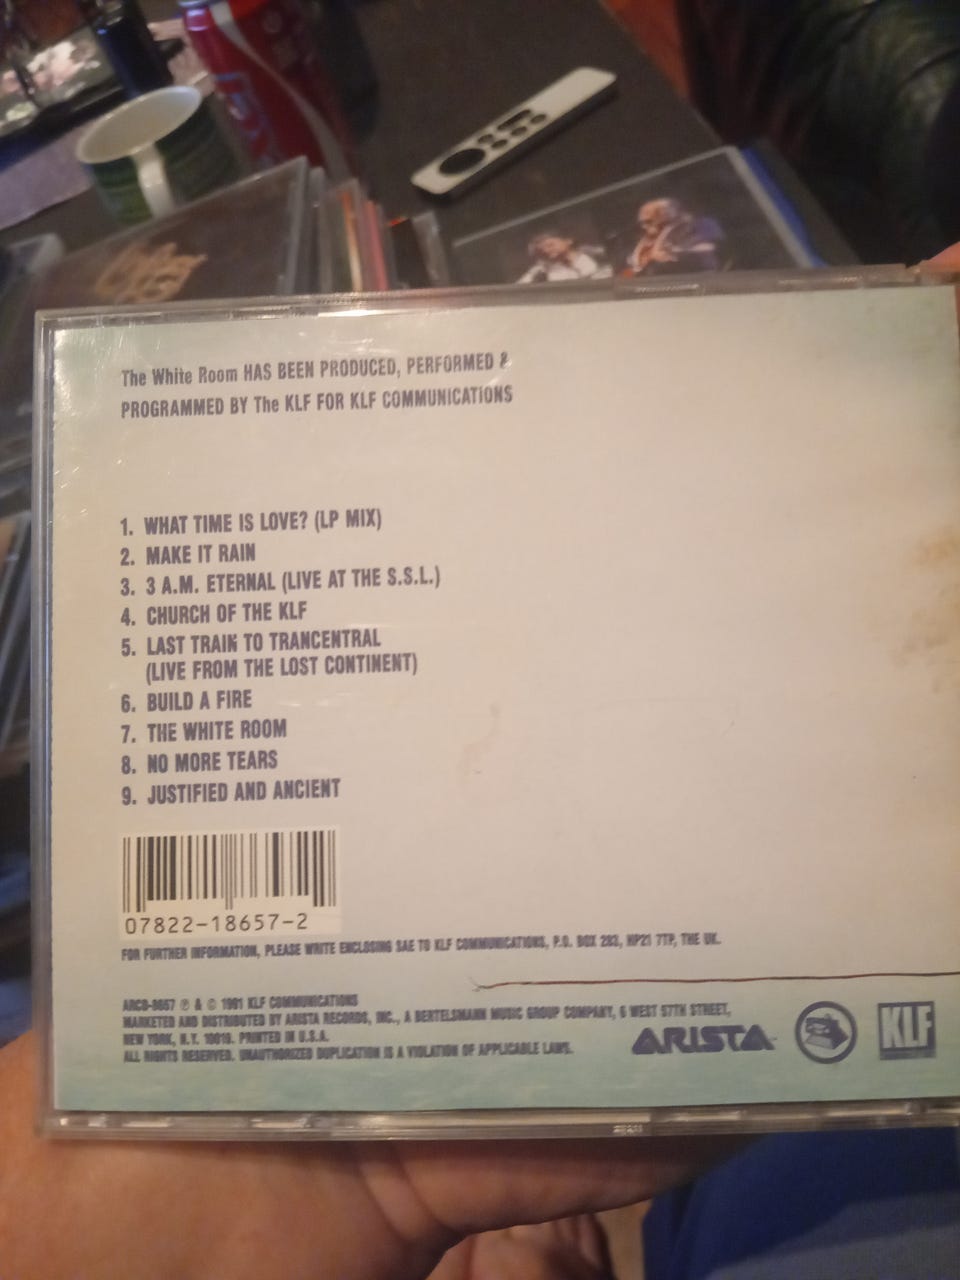 The White Room HAS BEEN PRODUCED, PERFORMED &
PROGRAMMED BY The KLF FOR KLF COMMUNICATIONS
1. WHAT TIME IS LOVE? (LP MIX)
2. MAKE IT RAIN
3. 3 A.M. ETERNAL (LIVE AT THE S.S.L.)
4. CHURCH OF THE KLF
5. LAST TRAIN TO TRANCENTRAL
(LIVE FROM THE LOST CONTINENT)
6. BUILD A FIRE
7. THE WHITE ROOM
8. NO MORE TEARS
9. JUSTIFIED AND ANCIENT
07822-18657-2
FOR FURTHER INFORMATION, PLEASE WRITE ENCLOSING SAE TO KLF COMMUNICATIONS, P.O. BOX 283, HP21 7TP, THE UK.
ARCD-8657 ℗ & © 1991 KLF COMMUNICATIONS
MARKETED AND DISTRIBUTED BY ARISTA RECORDS, INC., A BERTELSMANN MUSIC GROUP COMPANY, 6 WEST 57TH STREET,
NEW YORK, N.Y. 10019. PRINTED IN U.S.A.
ALL RIGHTS RESERVED. UNAUTHORIZED DUPLICATION IS A VIOLATION OF APPLICABLE LAWS.
ARISTA
KLF